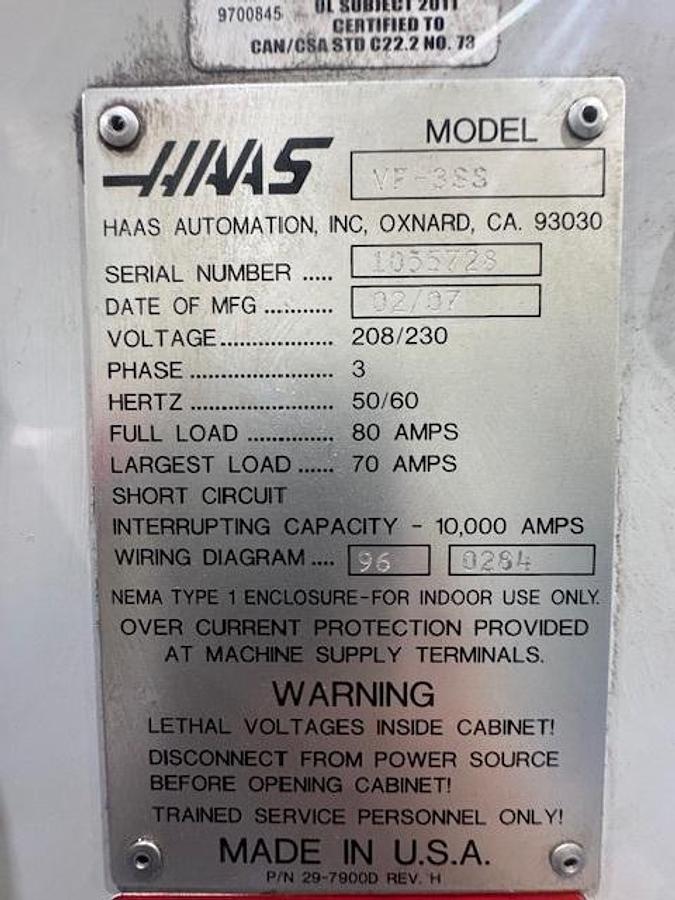 9700845 UL SUBJECT 2011
CERTIFIED TO
CAN/CSA STD C22.2 NO. 73
HAAS
MODEL
VF-3SS
HAAS AUTOMATION, INC, OXNARD, CA. 93030
SERIAL NUMBER ..... 1055728
DATE OF MFG ........... 02/07
VOLTAGE.................. 208/230
PHASE ....................... 3
HERTZ ....................... 50/60
FULL LOAD .............. 80 AMPS
LARGEST LOAD ...... 70 AMPS
SHORT CIRCUIT
INTERRUPTING CAPACITY - 10,000 AMPS
WIRING DIAGRAM .... 96 0284
NEMA TYPE 1 ENCLOSURE-FOR INDOOR USE ONLY.
OVER CURRENT PROTECTION PROVIDED
AT MACHINE SUPPLY TERMINALS.
WARNING
LETHAL VOLTAGES INSIDE CABINET!
DISCONNECT FROM POWER SOURCE
BEFORE OPENING CABINET!
TRAINED SERVICE PERSONNEL ONLY!
MADE IN U.S.A.
P/N 29-7900D REV. H